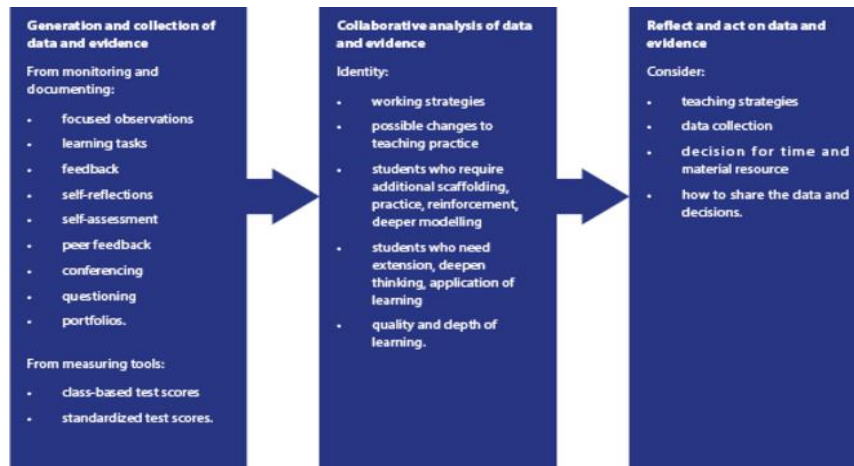 Generation and collection of
data and evidence
From monitoring and
documenting:
• focused observations
• learning tasks
• feedback
• self-reflections
• self-assessment
• peer feedback
• conferencing
• questioning
• portfolios.
From measuring tools:
• class-based test scores
• standardized test scores.
Collaborative analysis of data
and evidence
Identity:
• working strategies
• possible changes to
teaching practice
• students who require
additional scaffolding,
practice, reinforcement,
deeper modelling
• students who need
extension, deepen
thinking, application of
learning
• quality and depth of
learning.
Reflect and act on data and
evidence
Consider:
• teaching strategies
• data collection
• decision for time and
material resource
• how to share the data and
decisions.